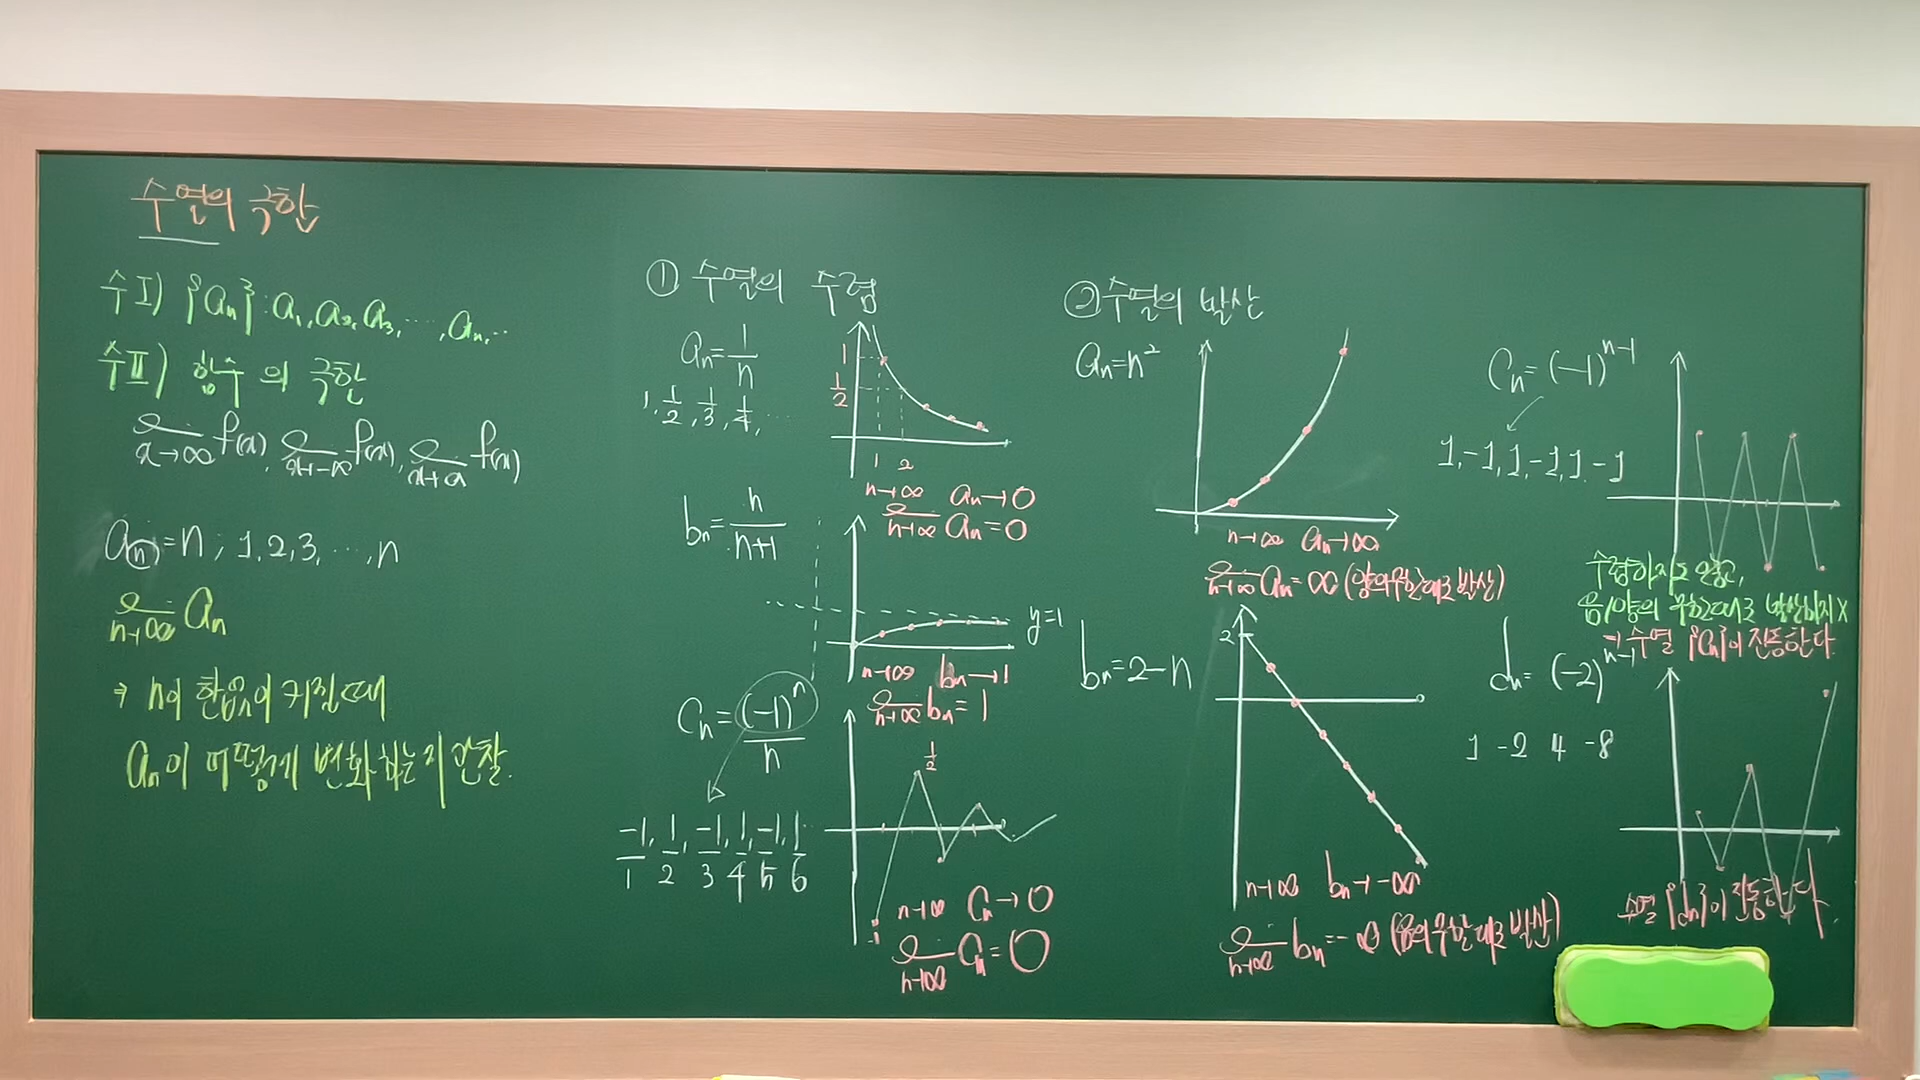 수열의 극한
수Ⅰ) {aₙ} : a₁, a₂, a₃, ⋯, aₙ, ⋯
수Ⅱ) 함수의 극한
lim x→∞ f(x), lim x→-∞ f(x), lim x→a f(x)
aₙ = n ; 1, 2, 3, ⋯, n
lim n→∞ aₙ
→ n이 한없이 커질 때
aₙ이 어떻게 변화하는지 관찰.
① 수열의 수렴
aₙ = 1/n
1, 1/2, 1/3, 1/4, ⋯
1
1/2
1 2
n→∞ aₙ→0
lim n→∞ aₙ = 0
bₙ = n/(n+1)
y=1
n→∞ bₙ→1
lim n→∞ bₙ = 1
Cₙ = (-1)ⁿ/n
-1/1, 1/2, -1/3, 1/4, -1/5, 1/6
1/2
-1
n→∞ Cₙ→0
lim n→∞ Cₙ = 0
② 수열의 발산
aₙ = n²
n→∞ aₙ→∞
lim n→∞ aₙ = ∞ (양의 무한대로 발산)
bₙ = 2-n
2
n→∞ bₙ→-∞
lim n→∞ bₙ = -∞ (음의 무한대로 발산)
Cₙ = (-1)ⁿ⁻¹
1, -1, 1, -1, 1, -1
수렴하지도 않고,
음/양의 무한대로 발산하지 X
→ 수열 {Cₙ}이 진동한다.
dₙ = (-2)ⁿ⁻¹
1 -2 4 -8
수열 {dₙ}이 진동한다.